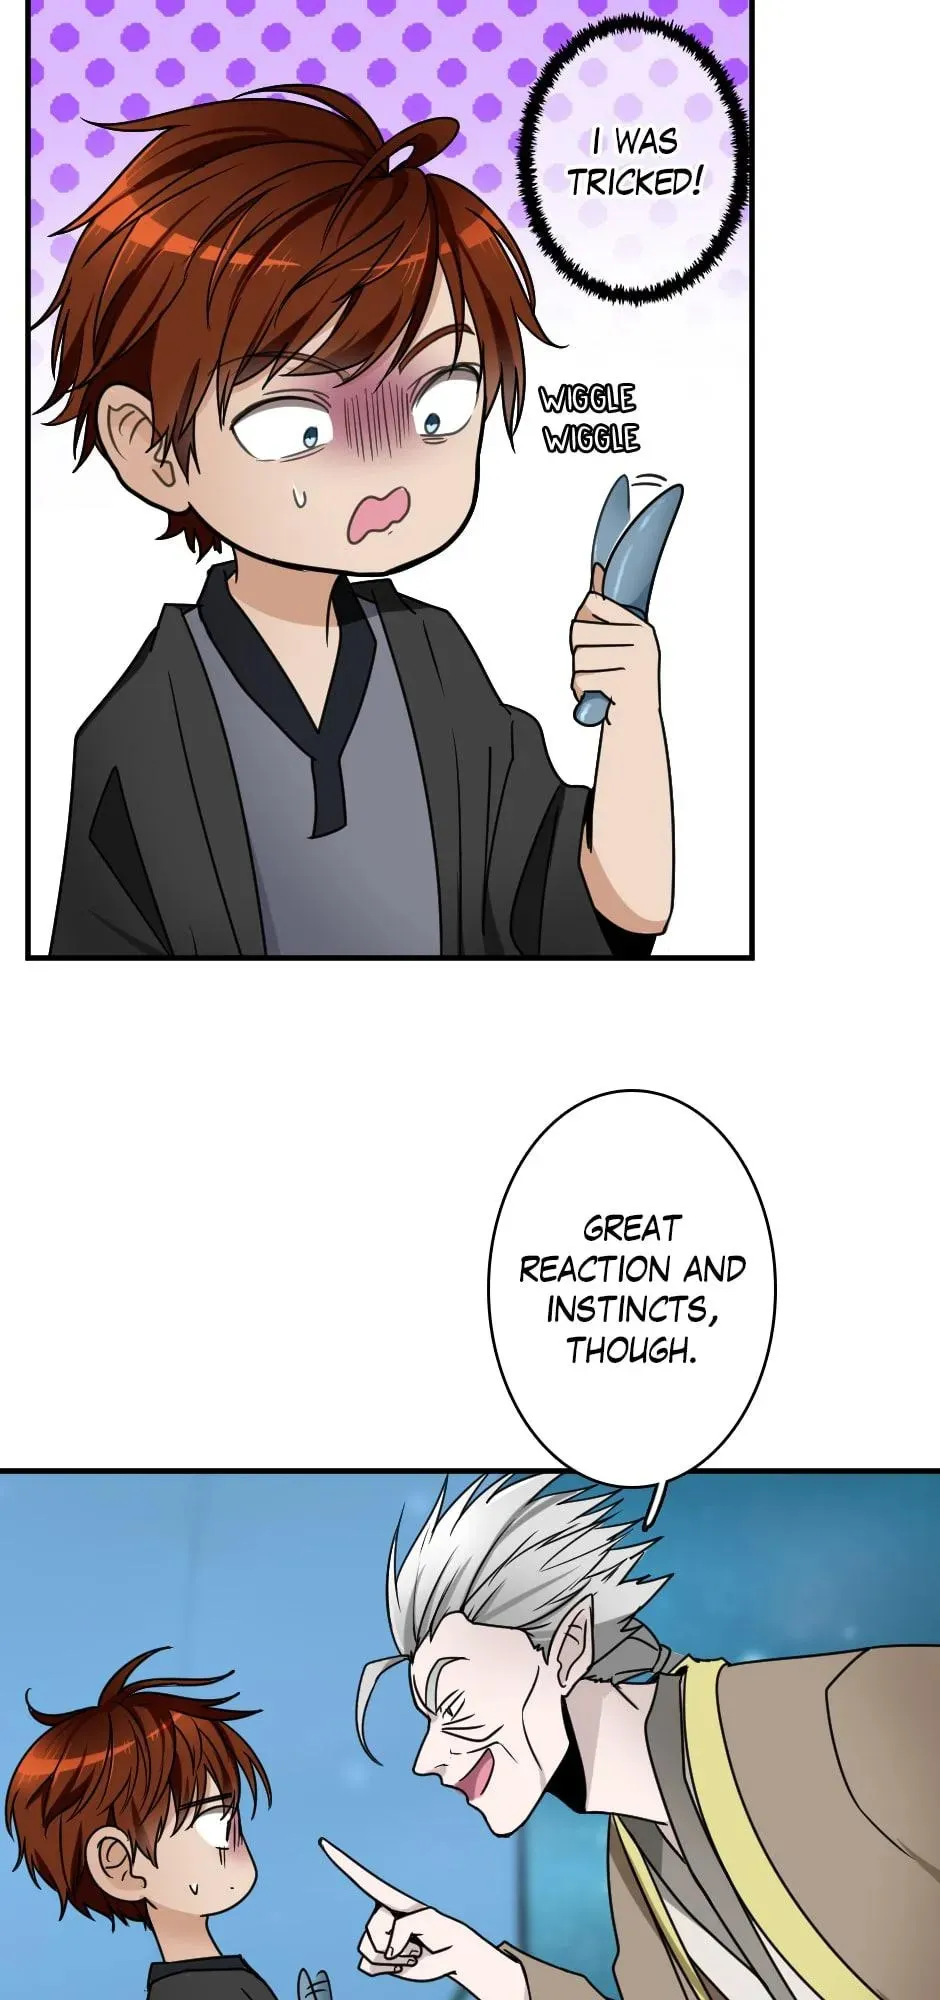 I WAS
TRICKED!
WIGGLE
WIGGLE
GREAT
REACTION AND
INSTINCTS,
THOUGH.